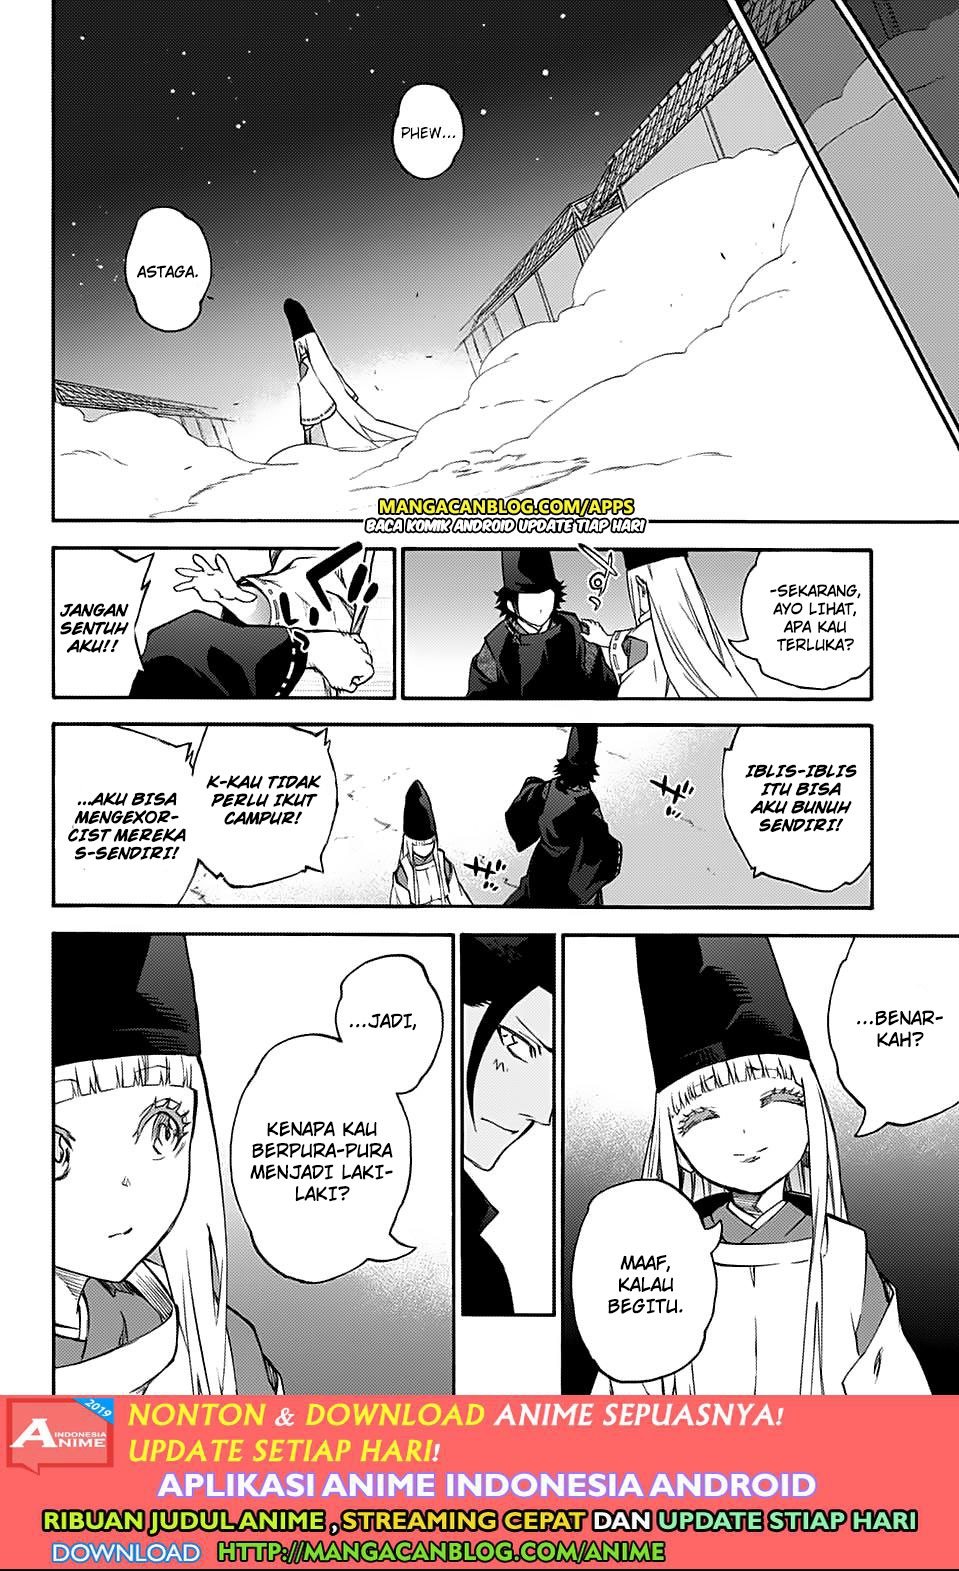 PHEW...
ASTAGA.
MANGACANBLOG.COM/APPS
BACA KOMIK ANDROID UPDATE TIAP HARI
-SEKARANG,
AYO LIHAT,
APA KAU
TERLUKA?
JANGAN
SENTUH
AKU!!
IBLIS-IBLIS
ITU BISA
AKU BUNUH
SENDIRI!
K-KAU TIDAK
PERLU IKUT
CAMPUR!
...AKU BISA
MENGEXOR-
CIST MEREKA
S-SENDIRI!
...BENAR-
KAH?
MAAF,
KALAU
BEGITU.
...JADI,
KENAPA KAU
BERPURA-PURA
MENJADI LAKI-
LAKI?
2019
INDONESIA
ANIME
NONTON & DOWNLOAD ANIME SEPUASNYA!
UPDATE SETIAP HARI!
APLIKASI ANIME INDONESIA ANDROID
RIBUAN JUDUL ANIME , STREAMING CEPAT DAN UPDATE STIAP HARI
DOWNLOAD HTTP://MANGACANBLOG.COM/ANIME